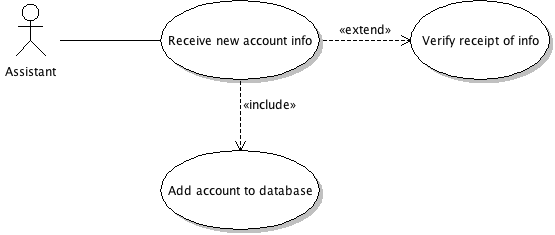 Receive new account info
«extend»
Verify receipt of info
Assistant
«include»
Add account to database